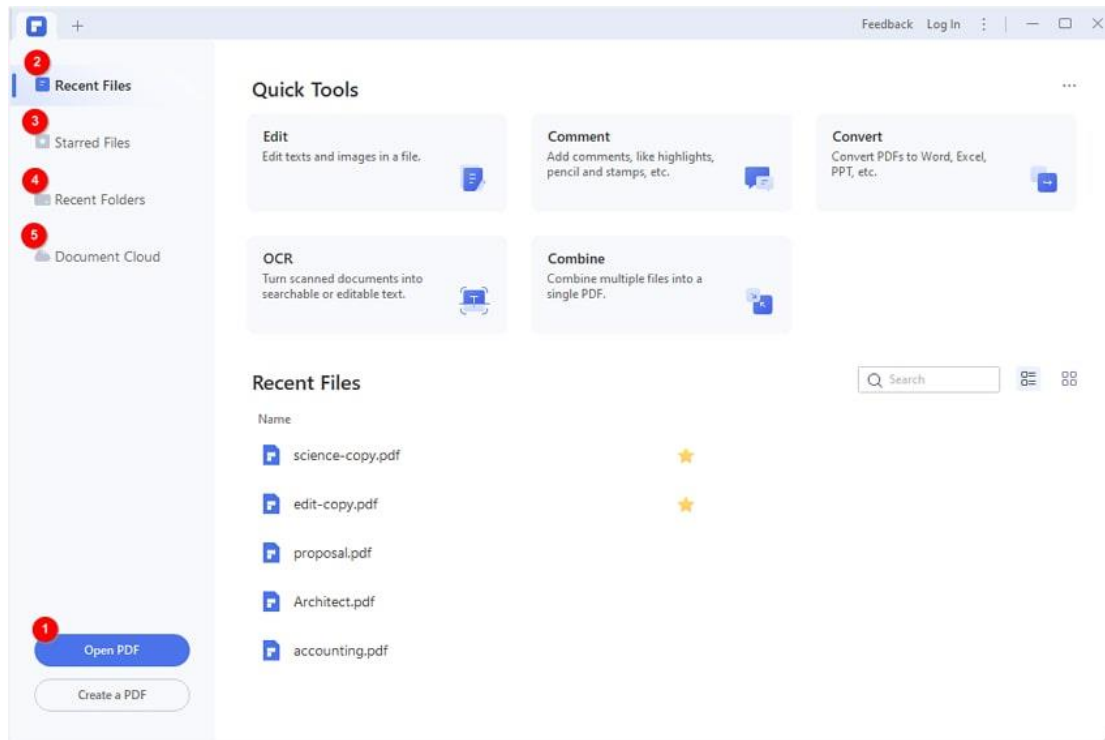 Feedback Log In
2
Recent Files
3
Starred Files
4
Recent Folders
5
Document Cloud
1
Open PDF
Create a PDF
Quick Tools
Edit
Edit texts and images in a file.
Comment
Add comments, like highlights,
pencil and stamps, etc.
Convert
Convert PDFs to Word, Excel,
PPT, etc.
OCR
Turn scanned documents into
searchable or editable text.
Combine
Combine multiple files into a
single PDF.
Recent Files
Search
Name
science-copy.pdf
edit-copy.pdf
proposal.pdf
Architect.pdf
accounting.pdf